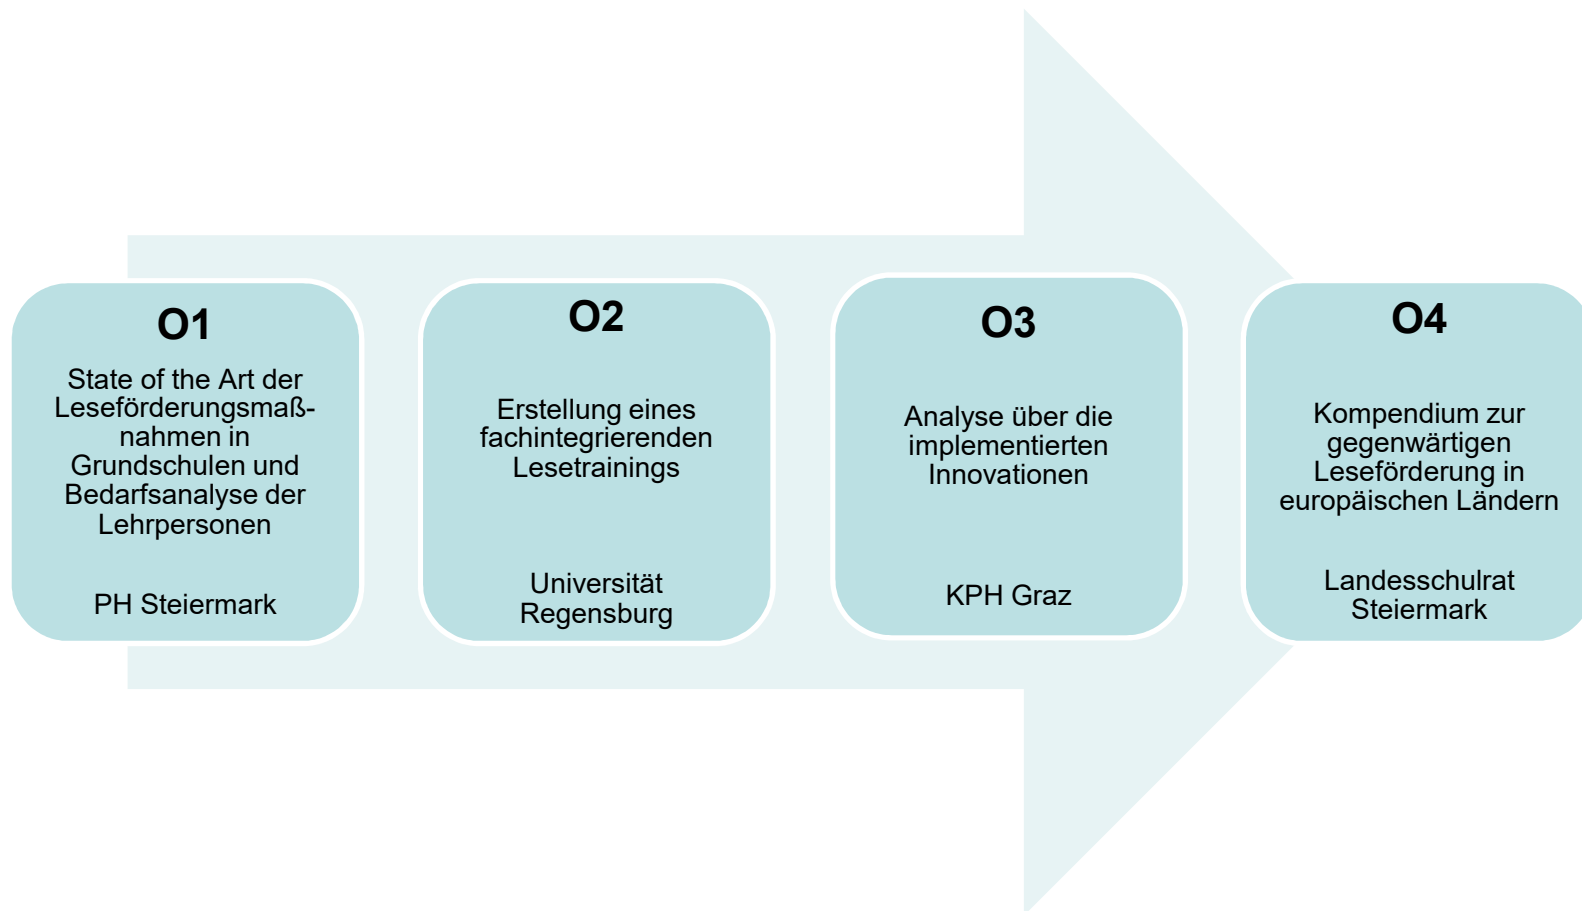 O1
State of the Art der
Leseförderungsmaß-
nahmen in
Grundschulen und
Bedarfsanalyse der
Lehrpersonen
PH Steiermark
O2
Erstellung eines
fachintegrierenden
Lesetrainings
Universität
Regensburg
O3
Analyse über die
implementierten
Innovationen
KPH Graz
O4
Kompendium zur
gegenwärtigen
Leseförderung in
europäischen Ländern
Landesschulrat
Steiermark